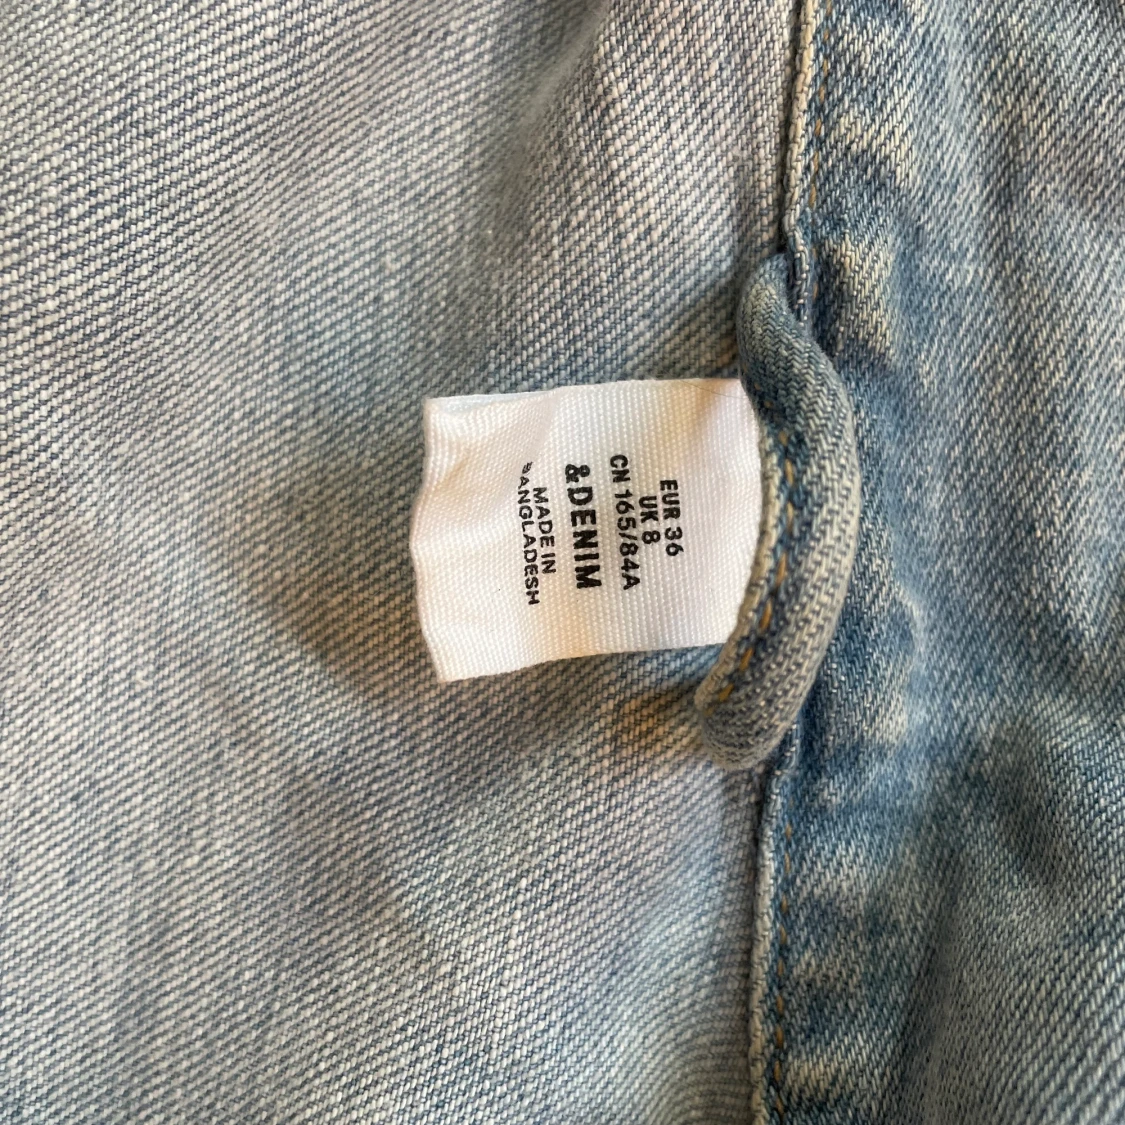 EUR 36
UK 8
CN 165/84A
&DENIM
MADE IN
BANGLADESH